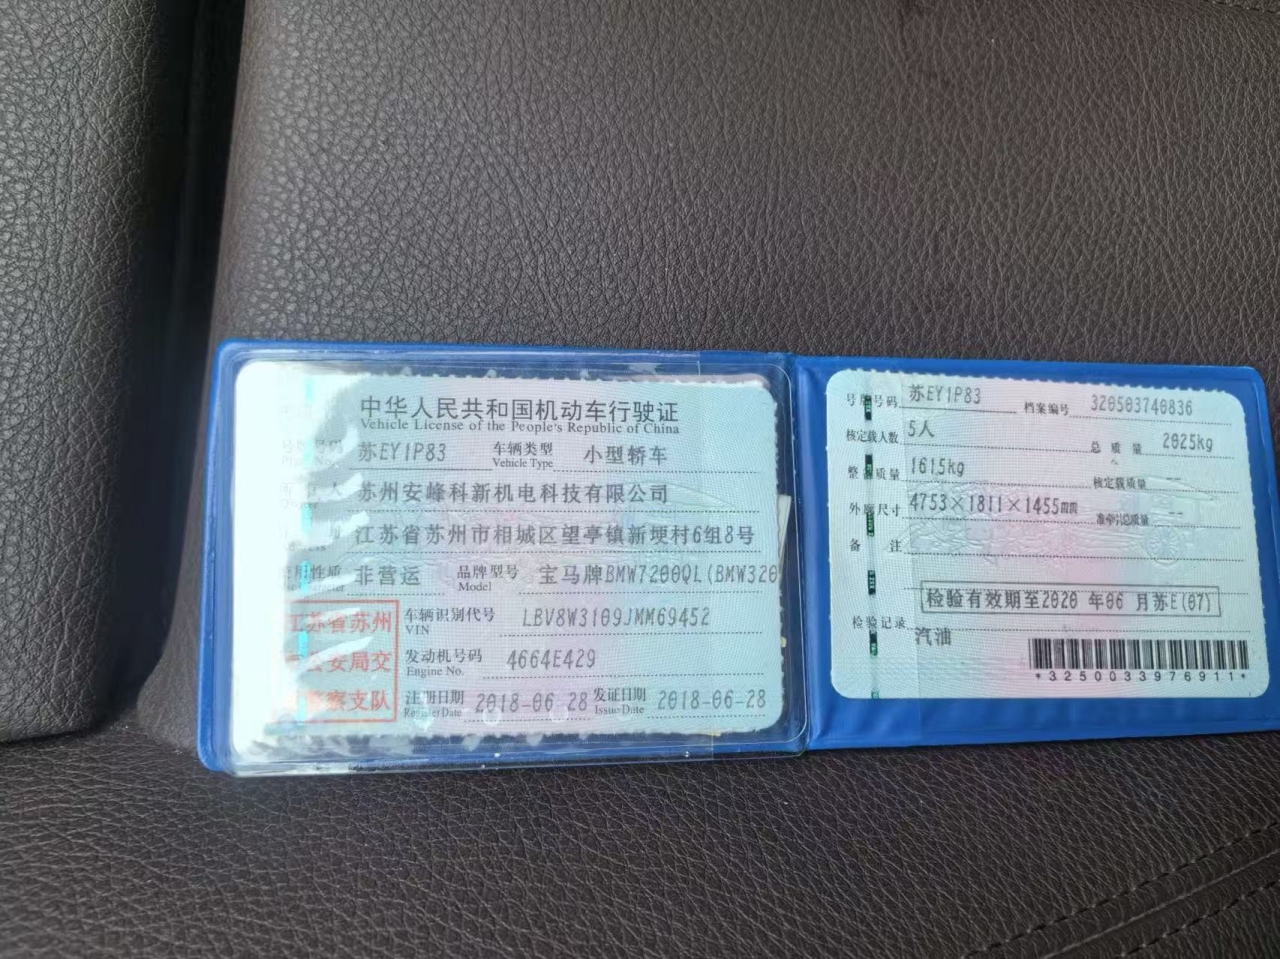 中华人民共和国机动车行驶证
Vehicle License of the People's Republic of China
苏EY1P83 车辆类型 小型轿车
Vehicle Type
苏州安峰科新机电科技有限公司
江苏省苏州市相城区望亭镇新埂村6组8号
非营运 品牌型号 宝马牌BMW7200QL(BMW320
Model
江苏省苏州 车辆识别代号 LBV8W3109JMM69452
VIN
公安局交 发动机号码 4664E429
Engine No.
警察支队 注册日期 2018-06-28 发证日期 2018-06-28
Register Date Issue Date
号牌号码 苏EY1P83 档案编号 320503740836
核定载人数 5人 总质量 2025kg
整备质量 1615kg 核定载质量 --
外廓尺寸 4753×1811×1455mm 准牵引总质量 --
备注
检验有效期至2020年06月苏E(07)
检验记录
汽油
*3250033976911*